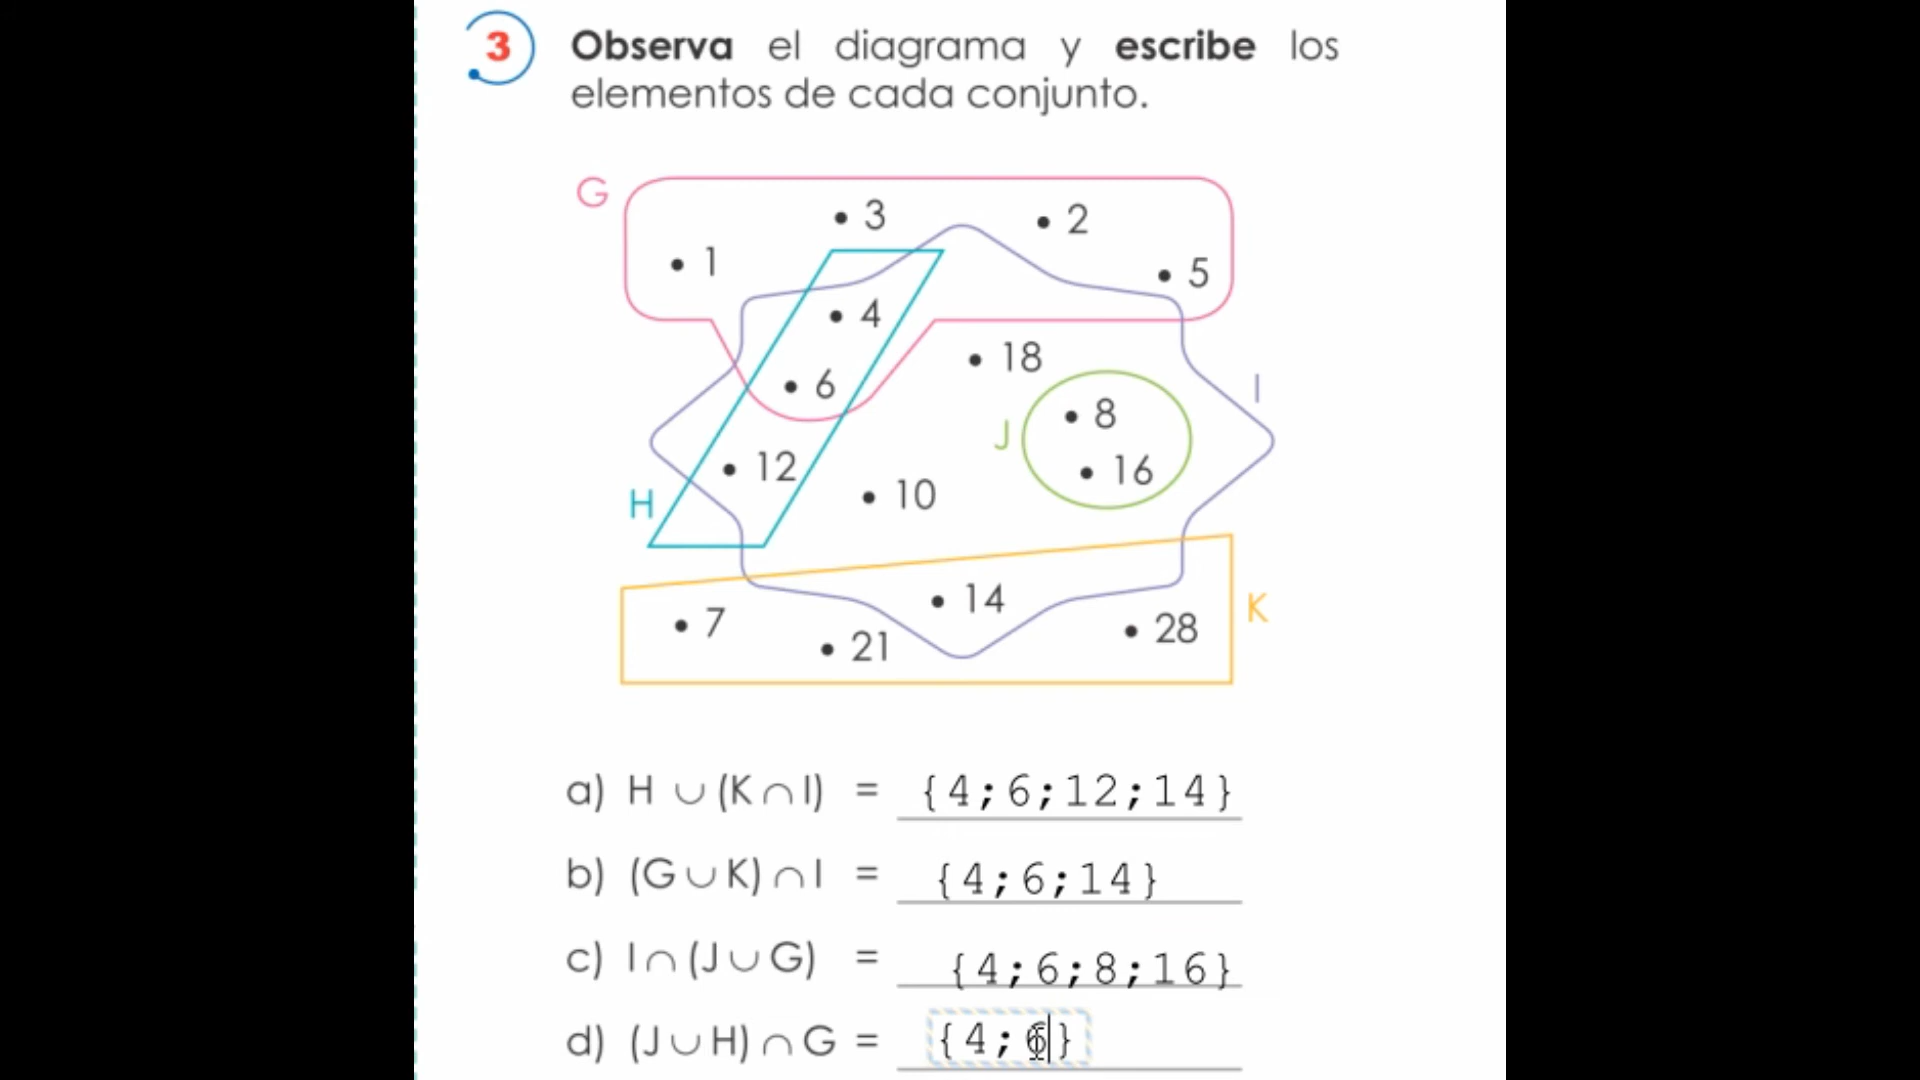 3 Observa el diagrama y escribe los
elementos de cada conjunto.
G
• 3
• 2
• 1
• 5
• 4
• 18
• 6
I
• 8
J
• 12
• 16
H
• 10
• 14
K
• 7
• 28
• 21
a) H ∪ (K ∩ I) = {4;6;12;14}
b) (G ∪ K) ∩ I = {4;6;14}
c) I ∩ (J ∪ G) = {4;6;8;16}
d) (J ∪ H) ∩ G = {4;6}